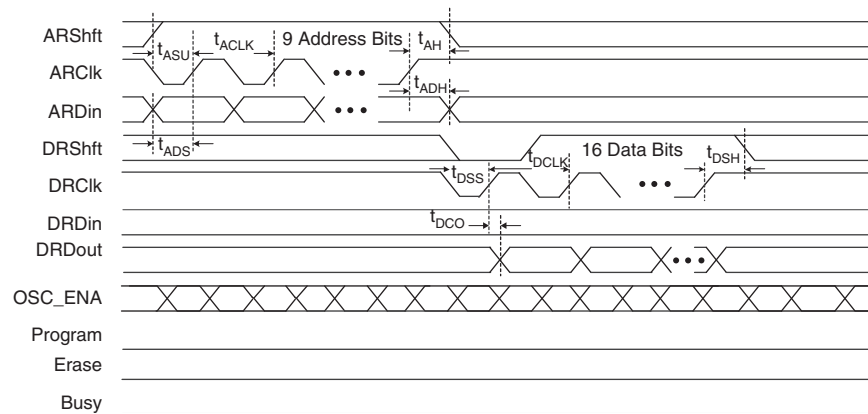 ARShft
tASU
tACLK
9 Address Bits
tAH
ARClk
tADH
ARDin
tADS
DRShft
tDCLK
16 Data Bits
tDSS
tDSH
DRClk
DRDin
tDCO
DRDout
OSC_ENA
Program
Erase
Busy